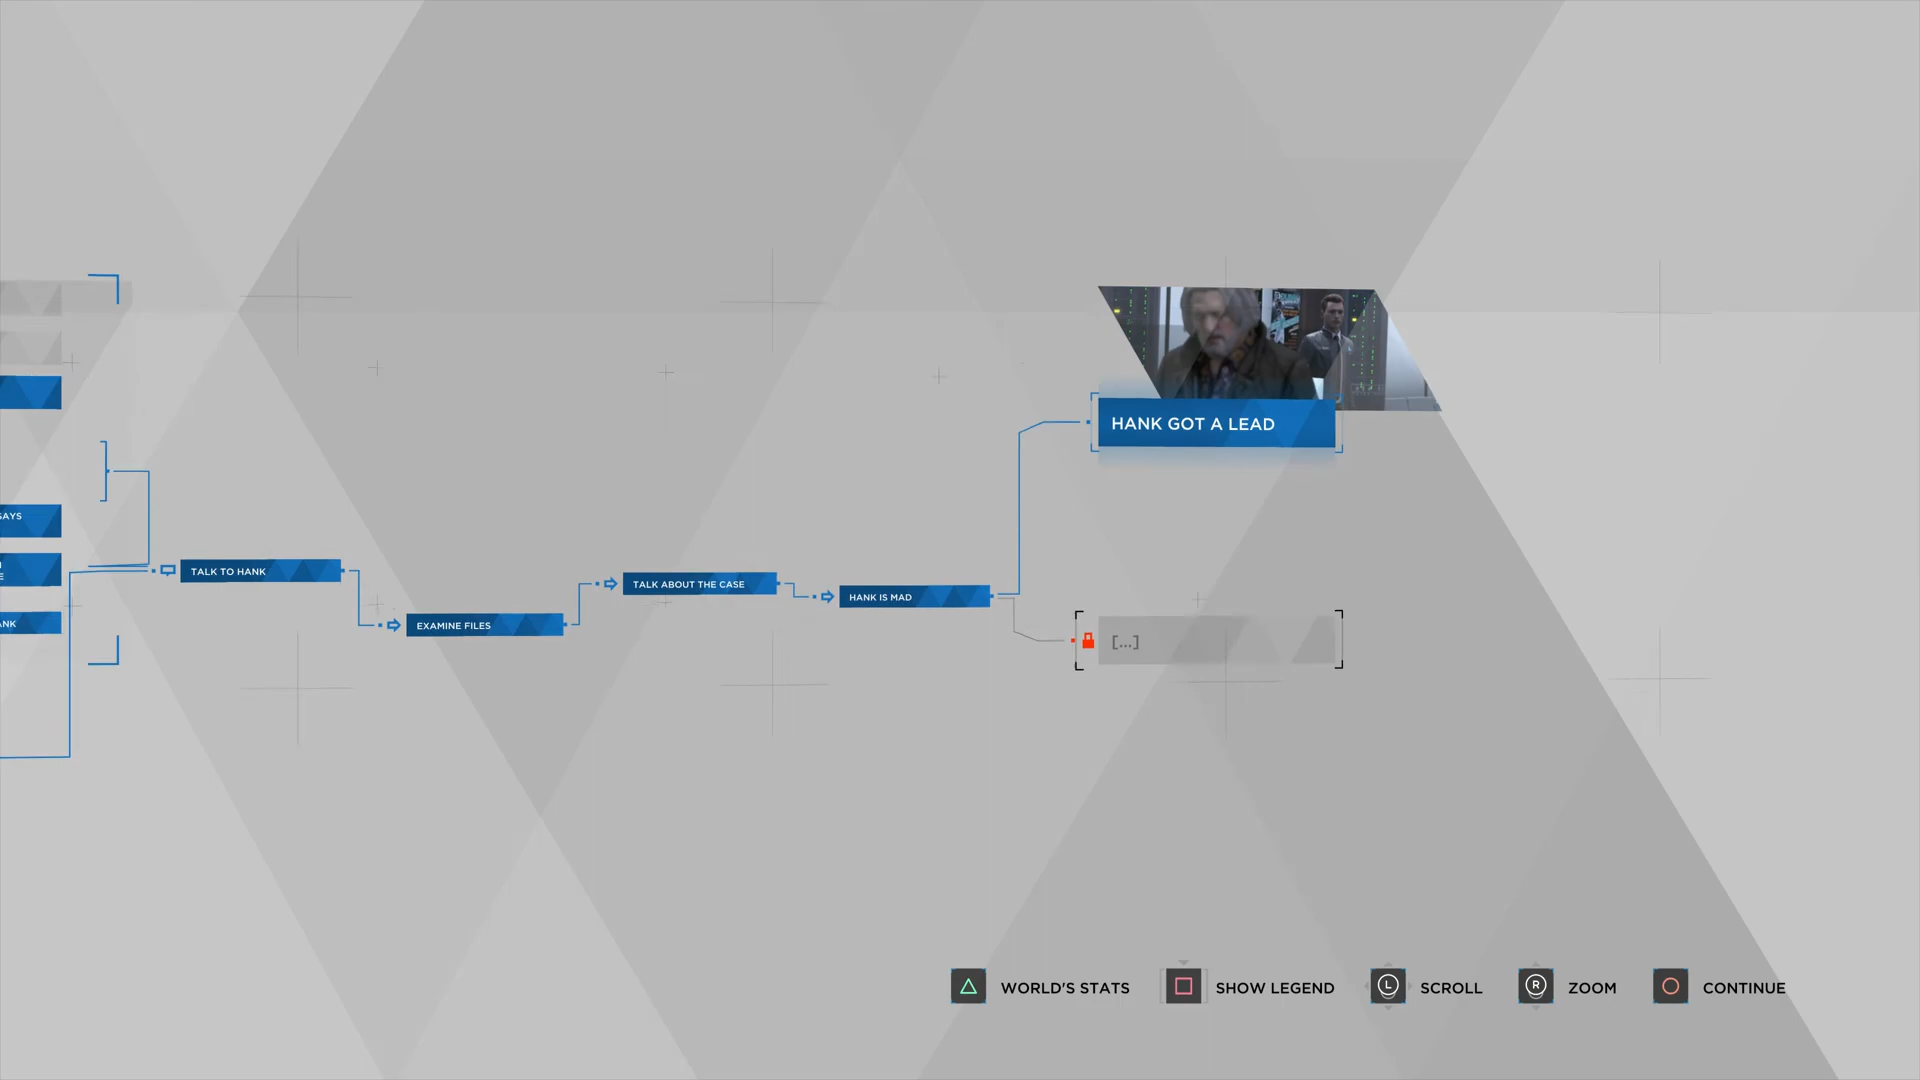 HANK GOT A LEAD
SAYS
E
TALK TO HANK
TALK ABOUT THE CASE
HANK IS MAD
ANK
EXAMINE FILES
[...]
L
R
WORLD'S STATS
SHOW LEGEND
SCROLL
ZOOM
CONTINUE